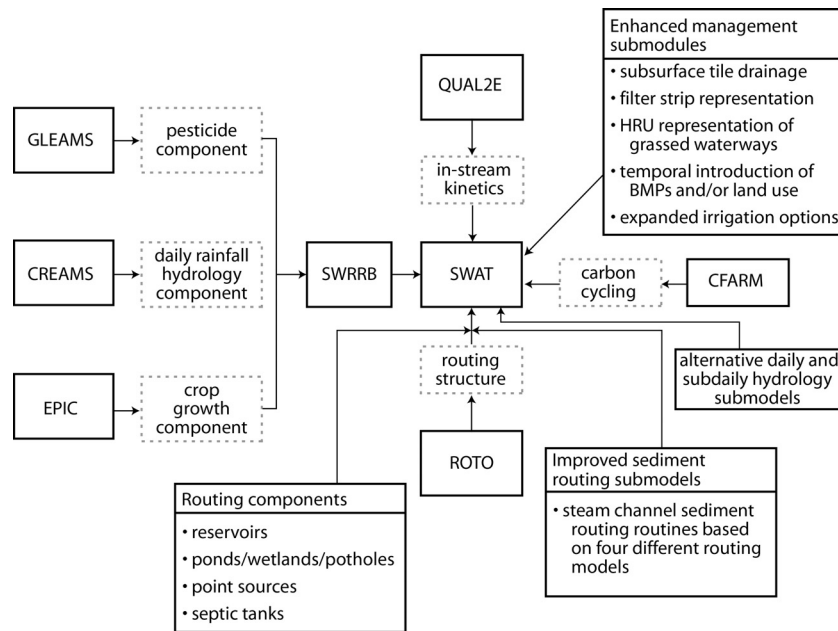 Enhanced management
submodules
• subsurface tile drainage
• filter strip representation
• HRU representation of
grassed waterways
• temporal introduction of
BMPs and/or land use
• expanded irrigation options
QUAL2E
GLEAMS
pesticide
component
in-stream
kinetics
CREAMS
daily rainfall
hydrology
component
SWRRB
SWAT
carbon
cycling
CFARM
EPIC
crop
growth
component
routing
structure
alternative daily and
subdaily hydrology
submodels
ROTO
Routing components
• reservoirs
• ponds/wetlands/potholes
• point sources
• septic tanks
Improved sediment
routing submodels
• steam channel sediment
routing routines based
on four different routing
models